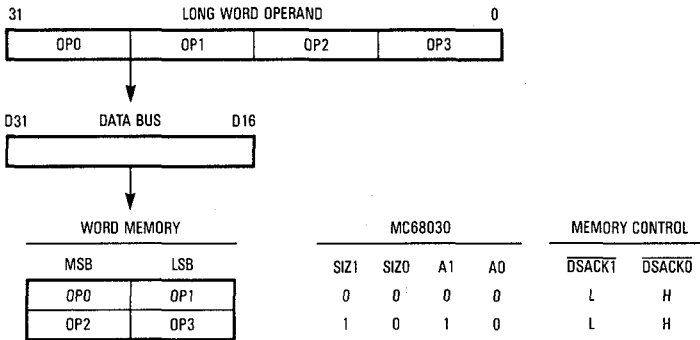 31 LONG WORD OPERAND 0
OP0 OP1 OP2 OP3
D31 DATA BUS D16
WORD MEMORY MC68030 MEMORY CONTROL
MSB LSB SIZ1 SIZ0 A1 A0 DSACK1 DSACK0
OP0 OP1 0 0 0 0 L H
OP2 OP3 1 0 1 0 L H